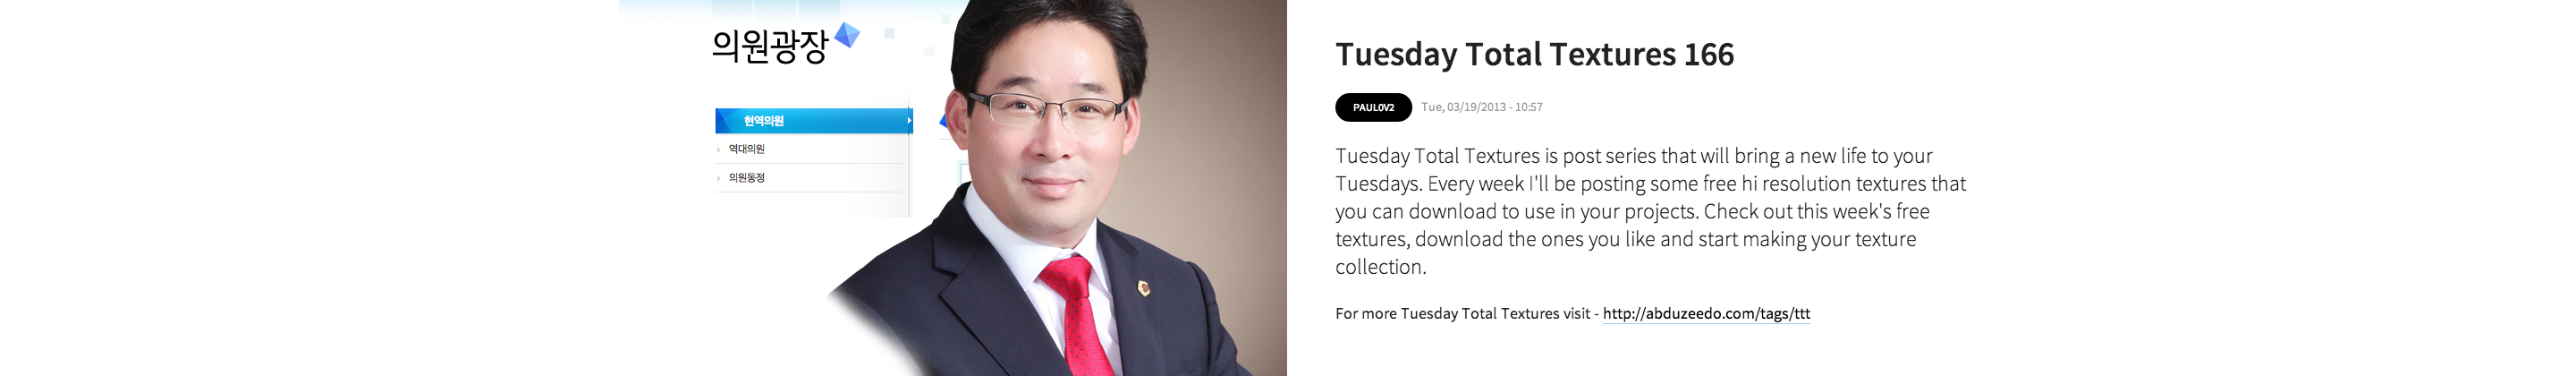 의원광장
현역의원
역대의원
의원동정
Tuesday Total Textures 166
PAUL0V2 Tue, 03/19/2013 - 10:57
Tuesday Total Textures is post series that will bring a new life to your
Tuesdays. Every week I'll be posting some free hi resolution textures that
you can download to use in your projects. Check out this week's free
textures, download the ones you like and start making your texture
collection.
For more Tuesday Total Textures visit - http://abduzeedo.com/tags/ttt